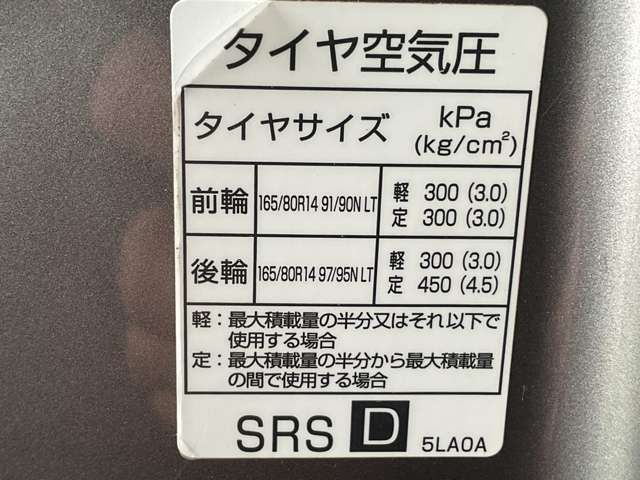 タイヤ空気圧
タイヤサイズ kPa
(kg/cm²)
前輪 165/80R14 91/90N LT 軽 300 (3.0)
定 300 (3.0)
後輪 165/80R14 97/95N LT 軽 300 (3.0)
定 450 (4.5)
軽：最大積載量の半分又はそれ以下で
使用する場合
定：最大積載量の半分から最大積載量
の間で使用する場合
SRS D 5LA0A